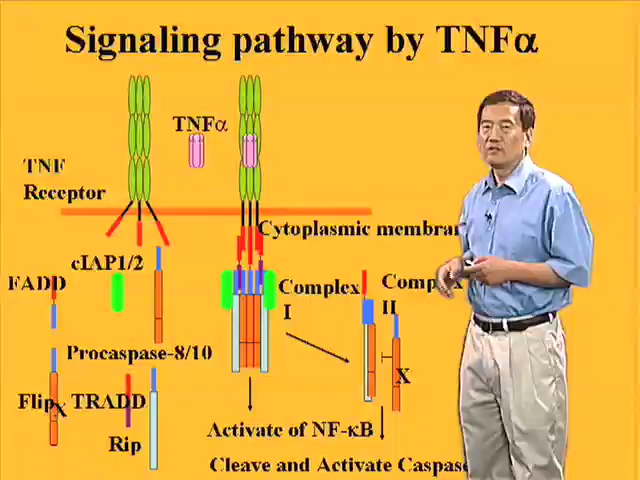 Signaling pathway by TNFα
TNFα
TNF
Receptor
Cytoplasmic membran
cIAP1/2
FADD
Complex
I
Complex
II
Procaspase-8/10
X
Flip
X
TRADD
Rip
Activate of NF-κB
Cleave and Activate Caspase